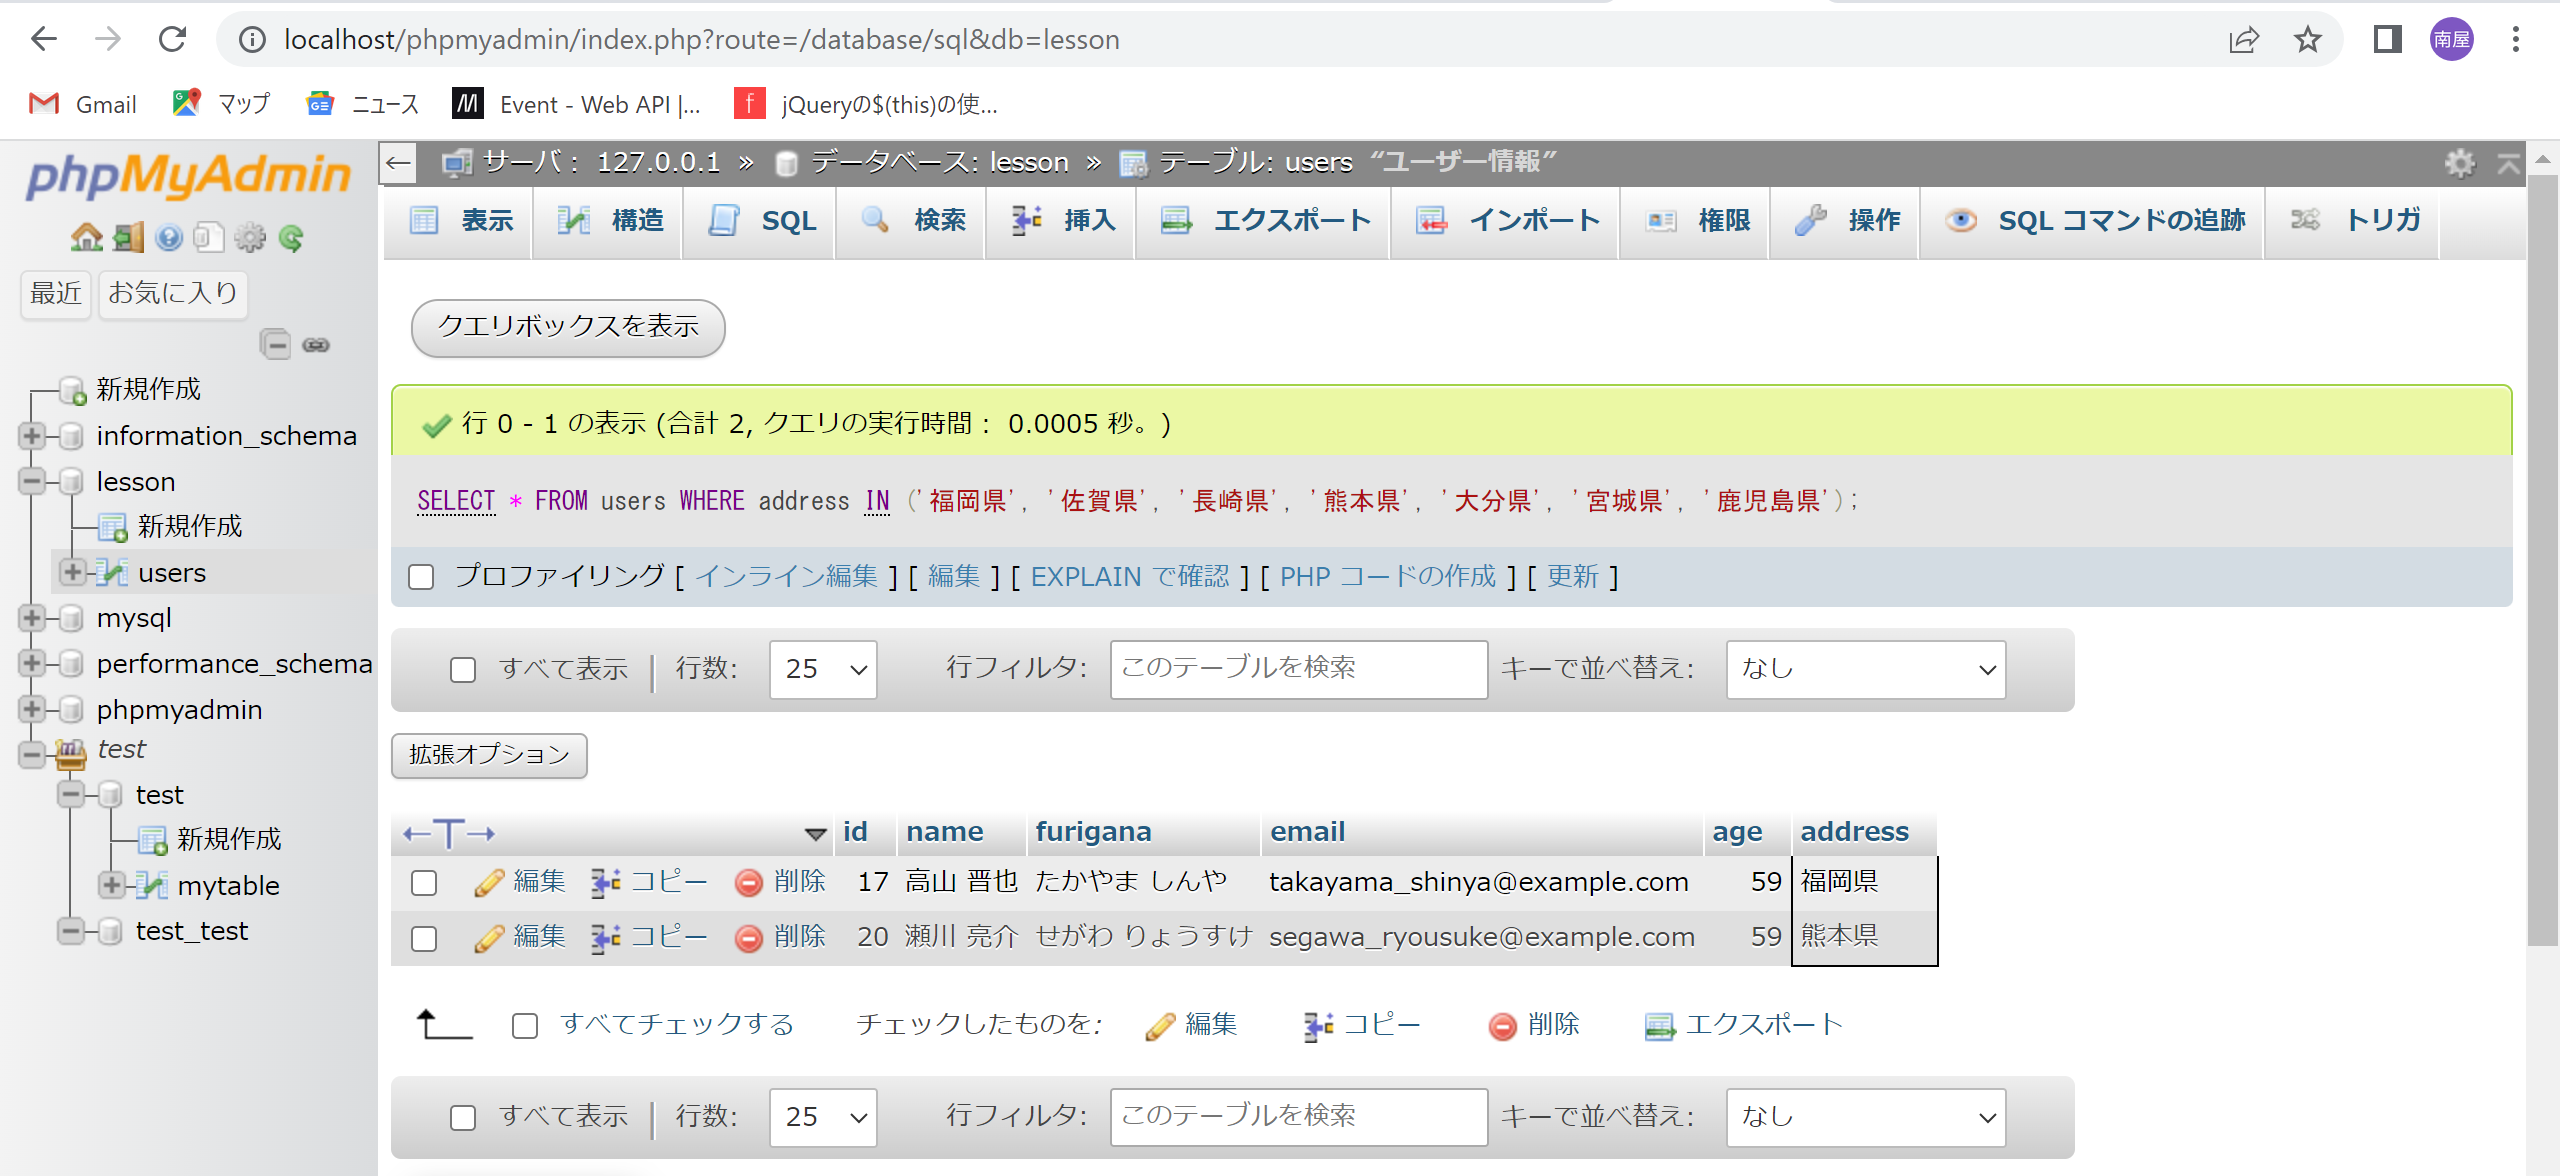 localhost/phpmyadmin/index.php?route=/database/sql&db=lesson
南屋
Gmail
マップ
ニュース
Event - Web API |...
jQueryの$(this)の使...
phpMyAdmin
最近 お気に入り
新規作成
information_schema
lesson
新規作成
users
mysql
performance_schema
phpmyadmin
test
test
新規作成
mytable
test_test
サーバ： 127.0.0.1 » データベース: lesson » テーブル: users “ユーザー情報”
表示 構造 SQL 検索 挿入 エクスポート インポート 権限 操作 SQL コマンドの追跡 トリガ
クエリボックスを表示
行 0 - 1 の表示 (合計 2, クエリの実行時間： 0.0005 秒。)
SELECT * FROM users WHERE address IN ('福岡県', '佐賀県', '長崎県', '熊本県', '大分県', '宮城県', '鹿児島県');
プロファイリング [ インライン編集 ] [ 編集 ] [ EXPLAIN で確認 ] [ PHP コードの作成 ] [ 更新 ]
すべて表示 | 行数: 25 行フィルタ: このテーブルを検索 キーで並べ替え: なし
拡張オプション
←T→ id name furigana email age address
編集 コピー 削除 17 高山 晋也 たかやま しんや takayama_shinya@example.com 59 福岡県
編集 コピー 削除 20 瀬川 亮介 せがわ りょうすけ segawa_ryousuke@example.com 59 熊本県
すべてチェックする チェックしたものを: 編集 コピー 削除 エクスポート
すべて表示 | 行数: 25 行フィルタ: このテーブルを検索 キーで並べ替え: なし